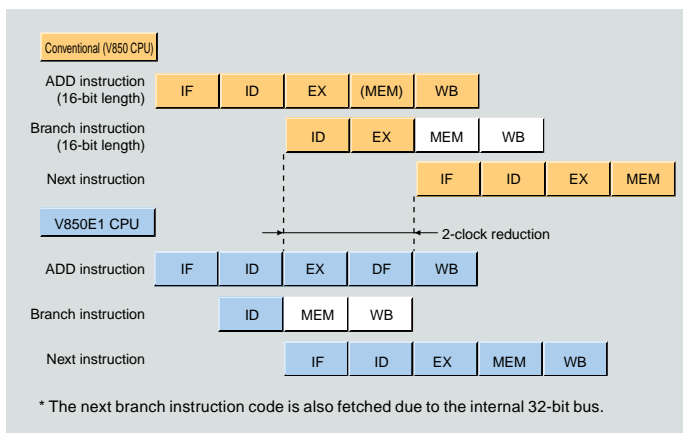 Conventional (V850 CPU)
ADD instruction
(16-bit length)
IF ID EX (MEM) WB
Branch instruction
(16-bit length)
ID EX MEM WB
Next instruction
IF ID EX MEM
V850E1 CPU
2-clock reduction
ADD instruction
IF ID EX DF WB
Branch instruction
ID MEM WB
Next instruction
IF ID EX MEM WB
* The next branch instruction code is also fetched due to the internal 32-bit bus.